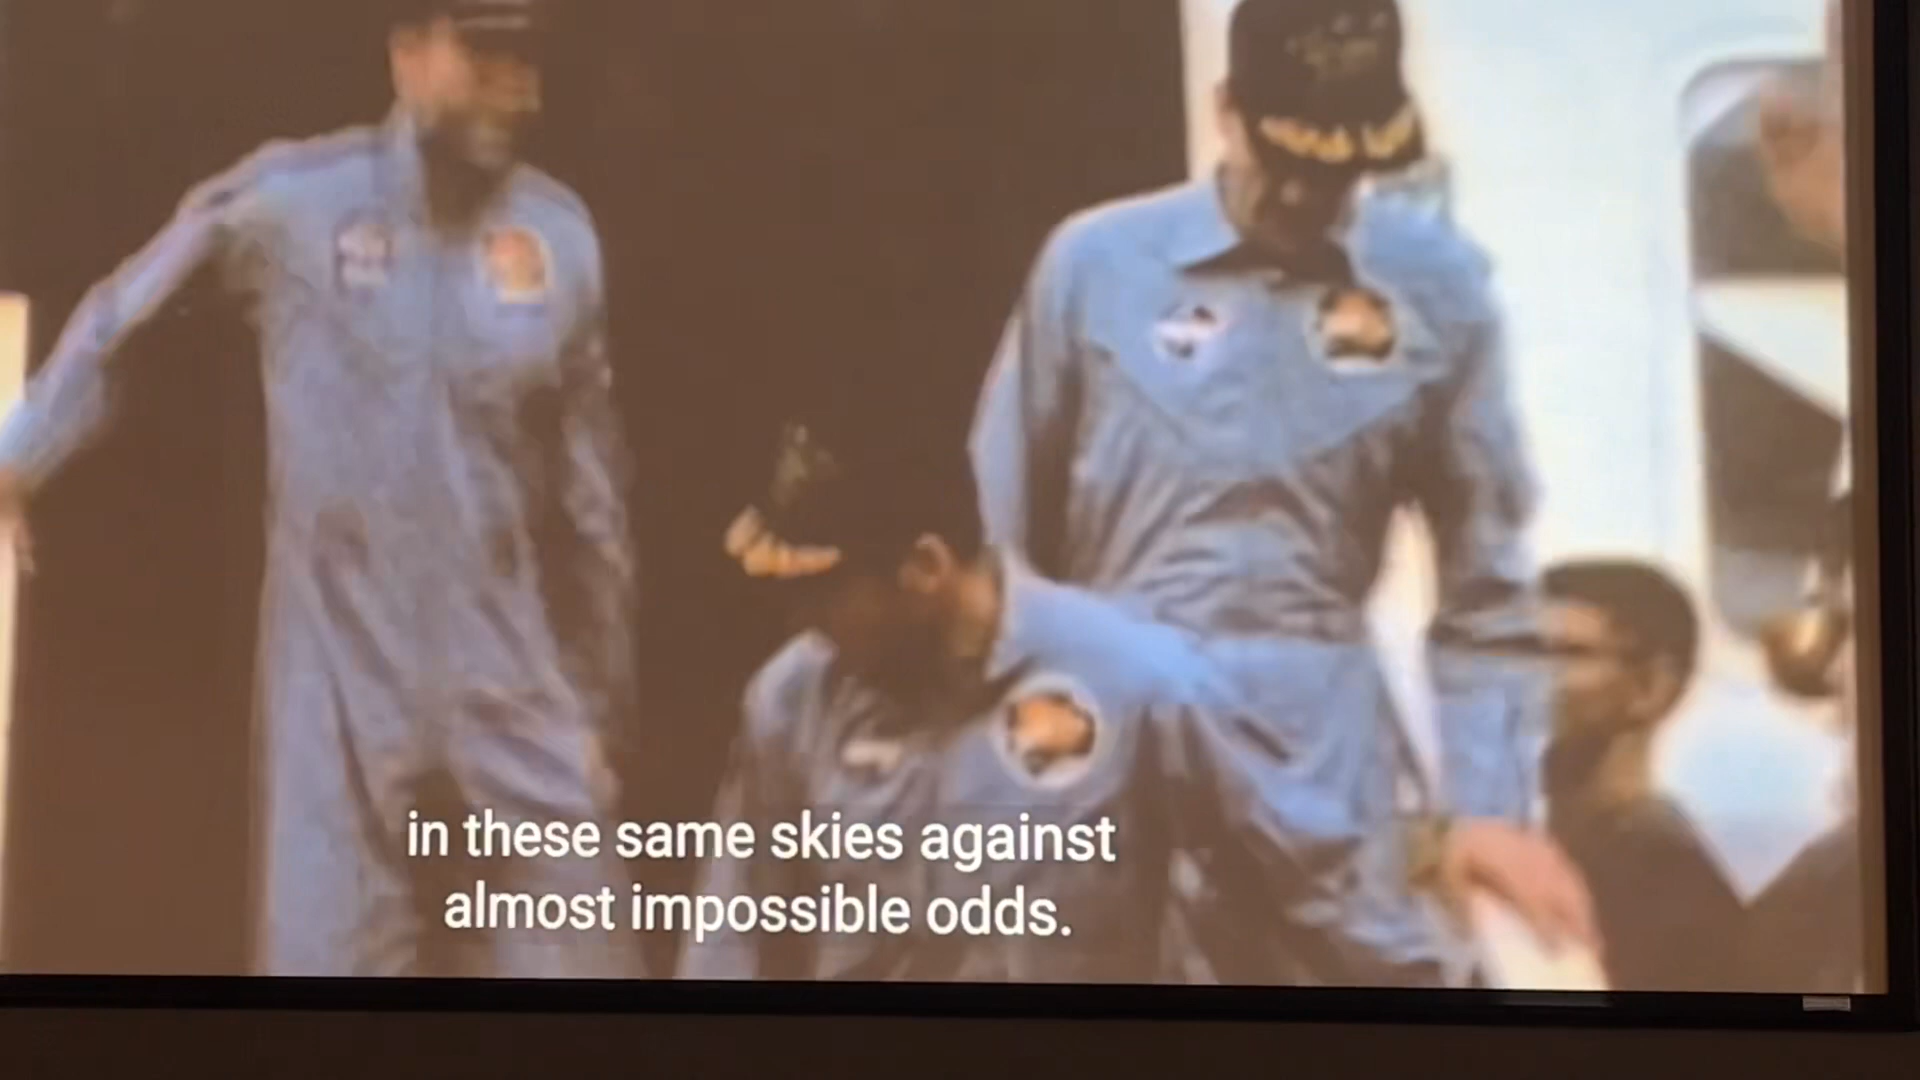 in these same skies against
almost impossible odds.